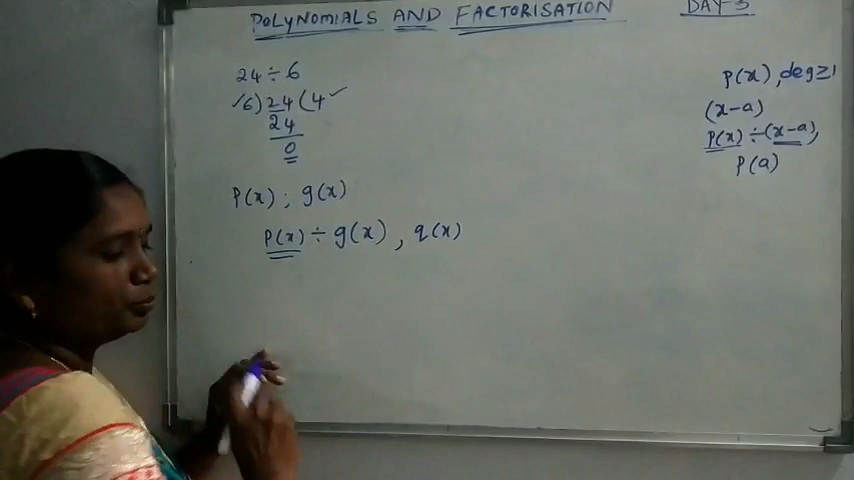 POLYNOMIALS AND FACTORISATION
DAY-3
24÷6
6)24(4
24
0
P(x); g(x)
P(x)÷g(x), q(x)
P(x), deg≥1
(x-a)
P(x)÷(x-a),
P(a)